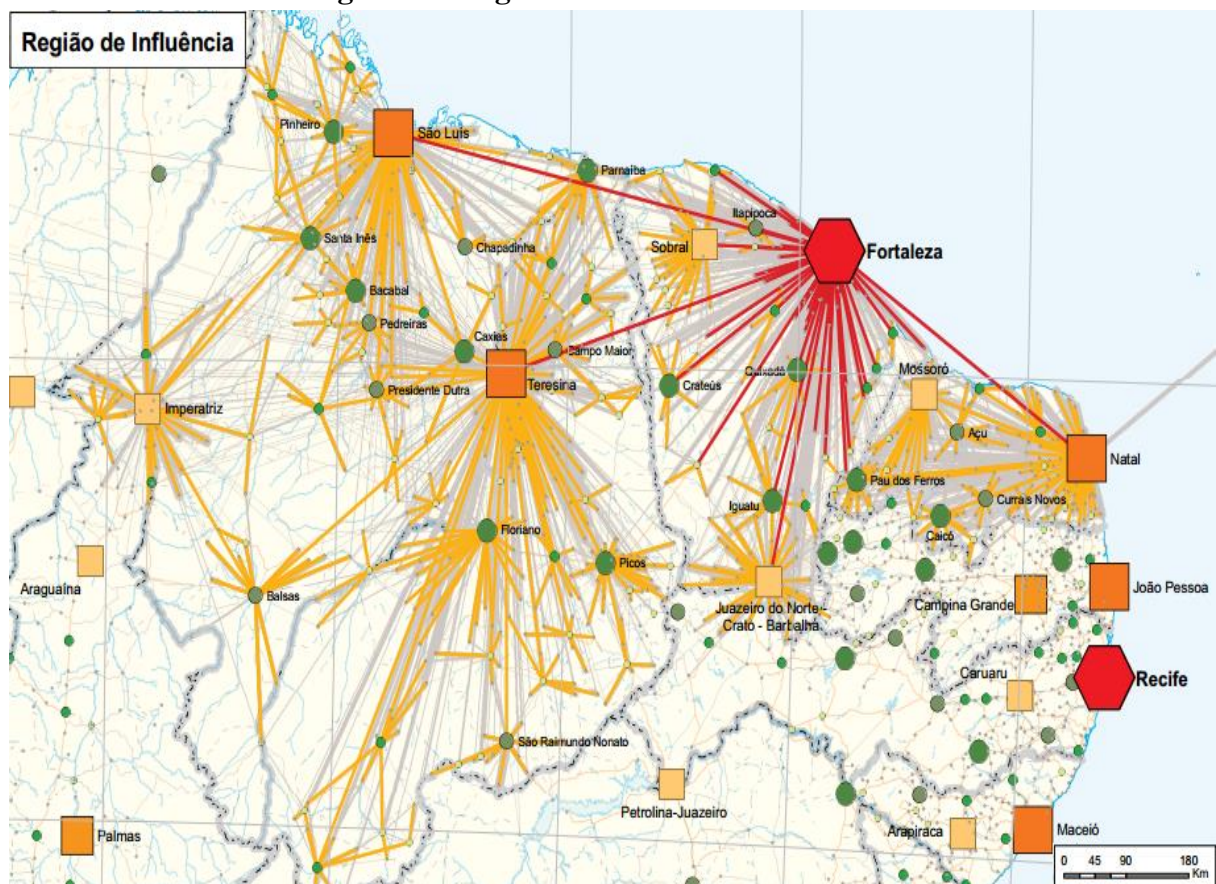 Região de Influência
Pinheiro
São Luís
Parnaíba
Itapipoca
Santa Inês
Chapadinha
Sobral
Fortaleza
Bacabal
Pedreiras
Caxias
Campo Maior
Teresina
Presidente Dutra
Crateús
Quixadá
Mossoró
Imperatriz
Açu
Natal
Pau dos Ferros
Iguatu
Currais Novos
Caicó
Floriano
Picos
Araguaína
Balsas
Juazeiro do Norte -
Crato - Barbalha
Campina Grande
João Pessoa
Caruaru
Recife
São Raimundo Nonato
Petrolina-Juazeiro
Palmas
Arapiraca
Maceió
0 45 90 180
Km